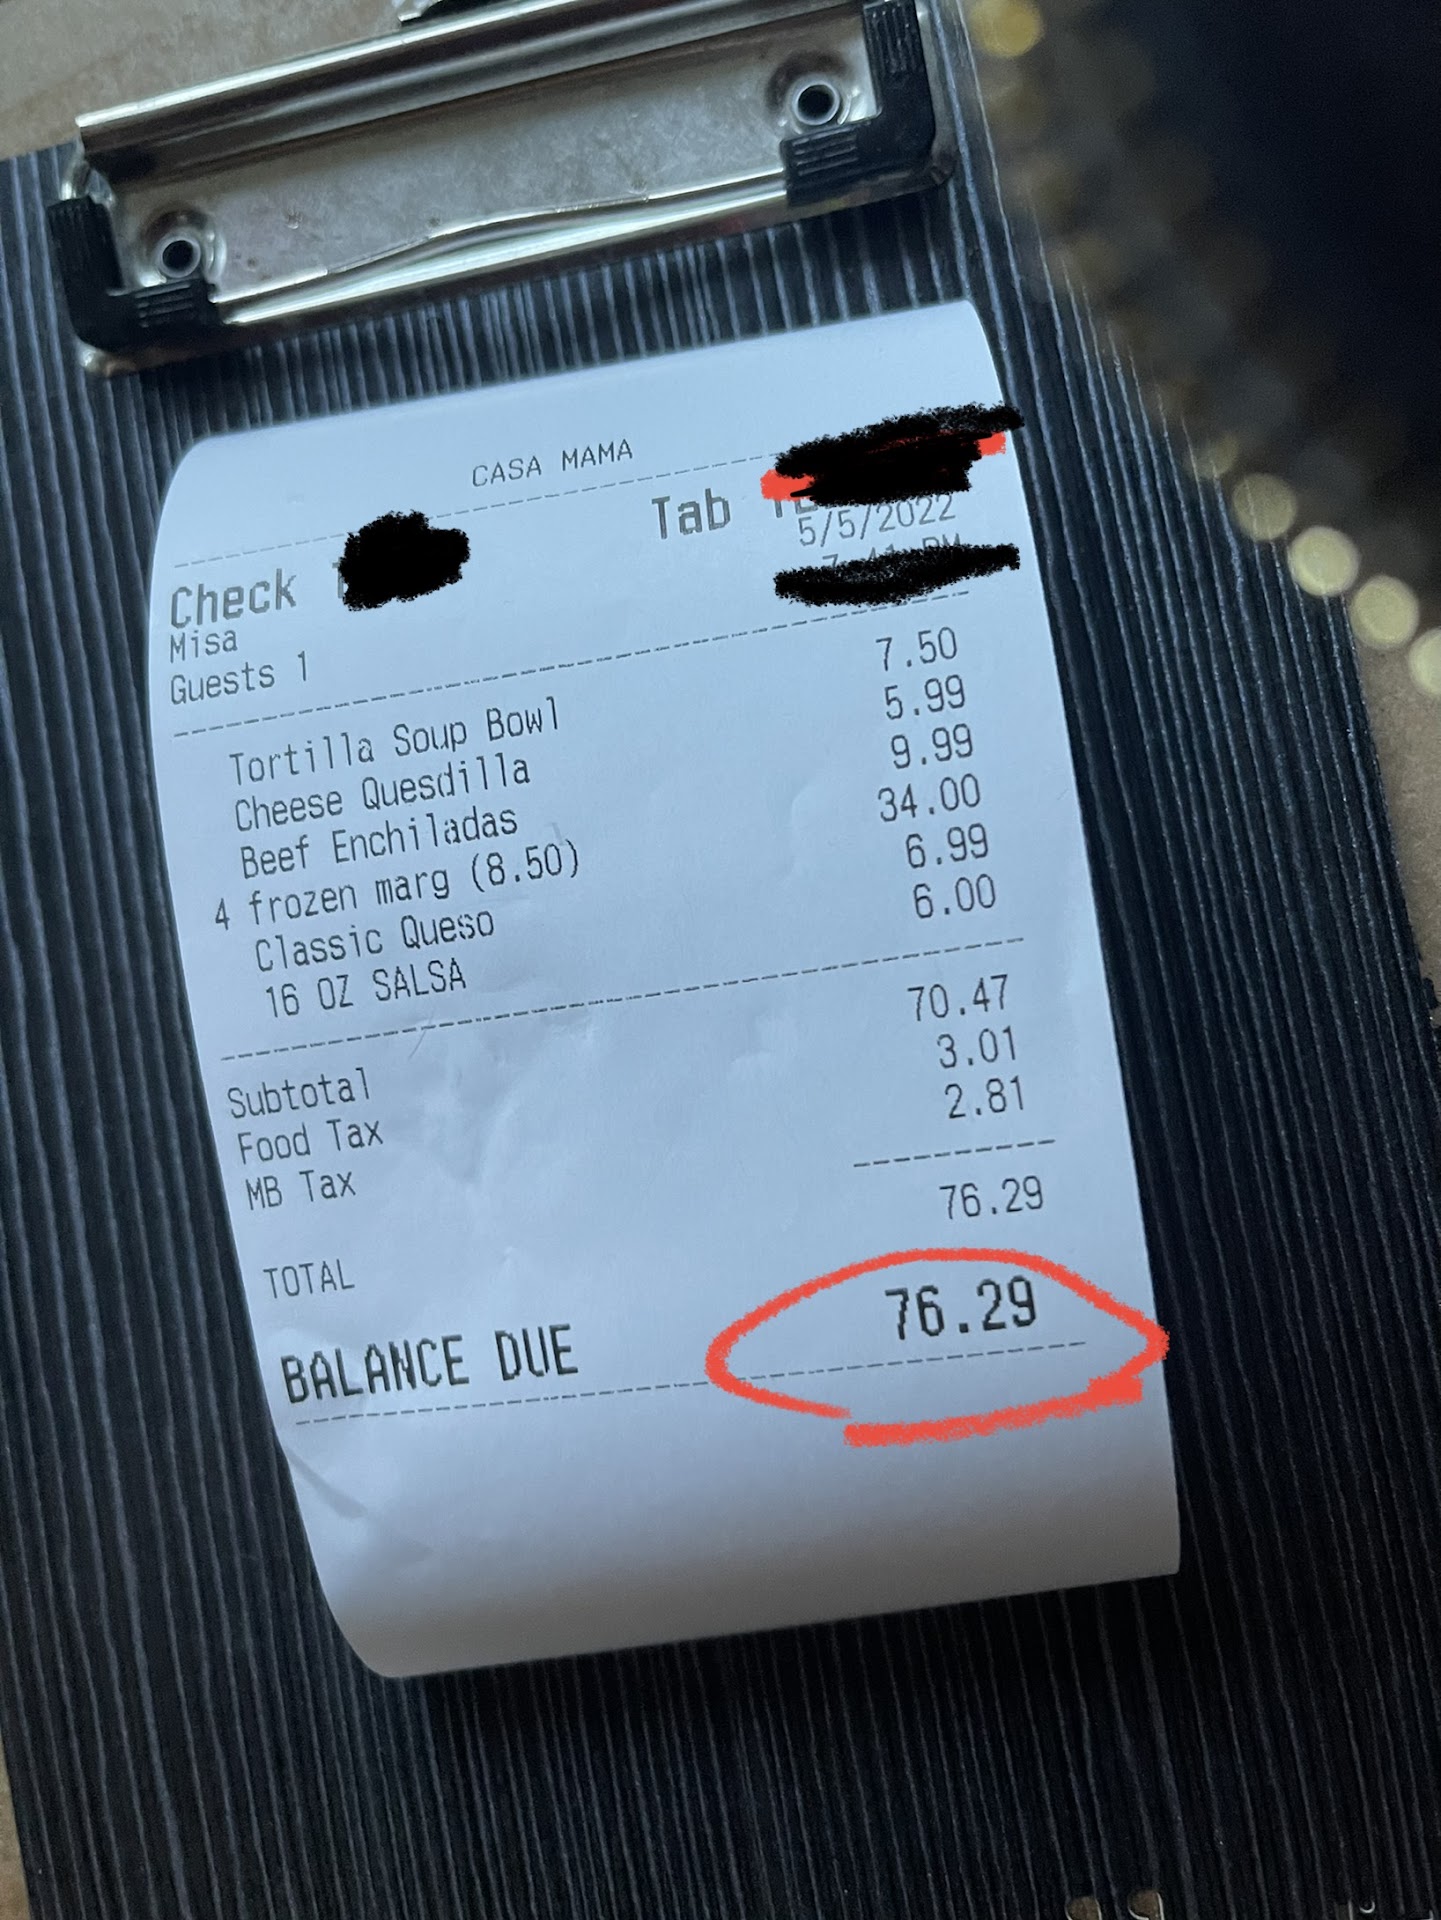 CASA MAMA
Tab
Check
5/5/2022
Misa
Guests 1
Tortilla Soup Bowl 7.50
Cheese Quesdilla 5.99
Beef Enchiladas 9.99
4 frozen marg (8.50) 34.00
Classic Queso 6.99
16 OZ SALSA 6.00
Subtotal 70.47
Food Tax 3.01
MB Tax 2.81
TOTAL 76.29
BALANCE DUE 76.29